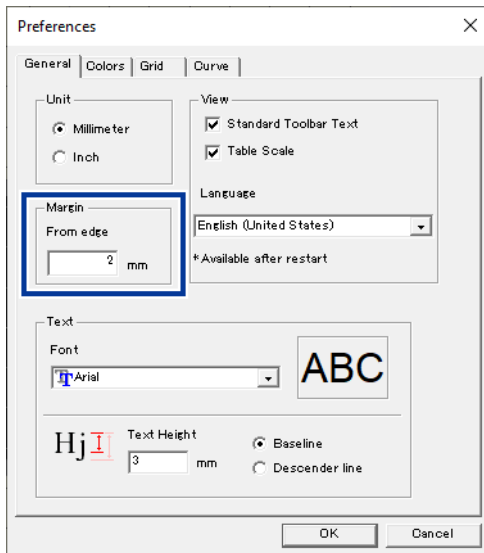 Preferences
General Colors Grid Curve
Unit
Millimeter
Inch
View
Standard Toolbar Text
Table Scale
Language
English (United States)
*Available after restart
Margin
From edge
2 mm
Text
Font
Arial
ABC
Hj
Text Height
3 mm
Baseline
Descender line
OK Cancel